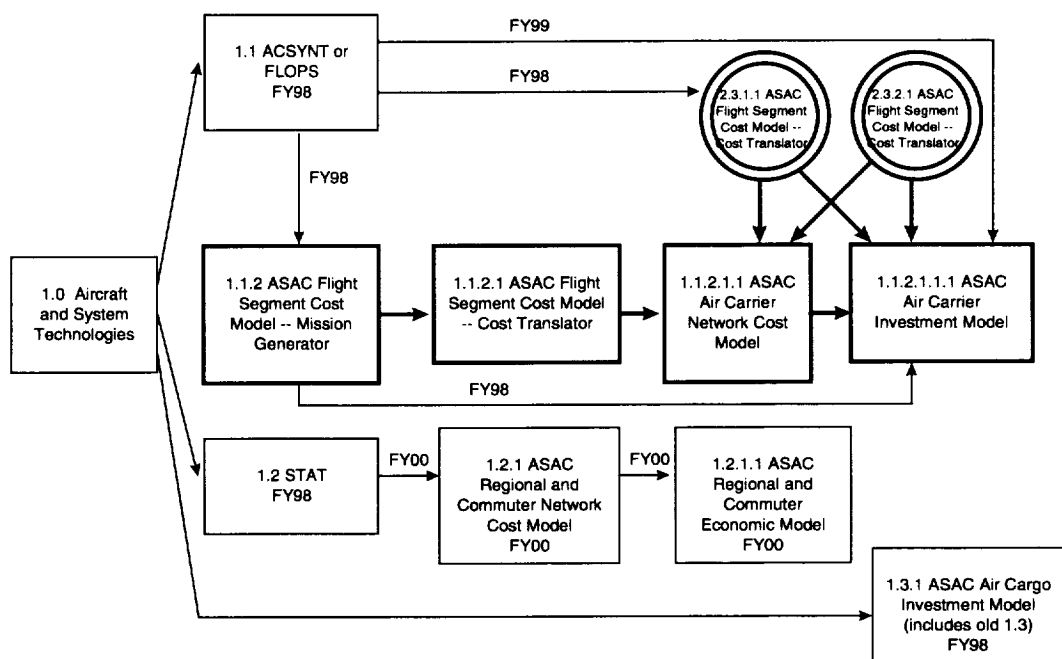 FY99
1.1 ACSYNT or
FLOPS
FY98
FY98
2.3.1.1 ASAC
Flight Segment
Cost Model --
Cost Translator
2.3.2.1 ASAC
Flight Segment
Cost Model --
Cost Translator
FY98
1.0 Aircraft
and System
Technologies
1.1.2 ASAC Flight
Segment Cost
Model -- Mission
Generator
1.1.2.1 ASAC Flight
Segment Cost Model
-- Cost Translator
1.1.2.1.1 ASAC
Air Carrier
Network Cost
Model
1.1.2.1.1.1 ASAC
Air Carrier
Investment Model
FY98
1.2 STAT
FY98
FY00
1.2.1 ASAC
Regional and
Commuter Network
Cost Model
FY00
FY00
1.2.1.1 ASAC
Regional and
Commuter
Economic Model
FY00
1.3.1 ASAC Air Cargo
Investment Model
(includes old 1.3)
FY98